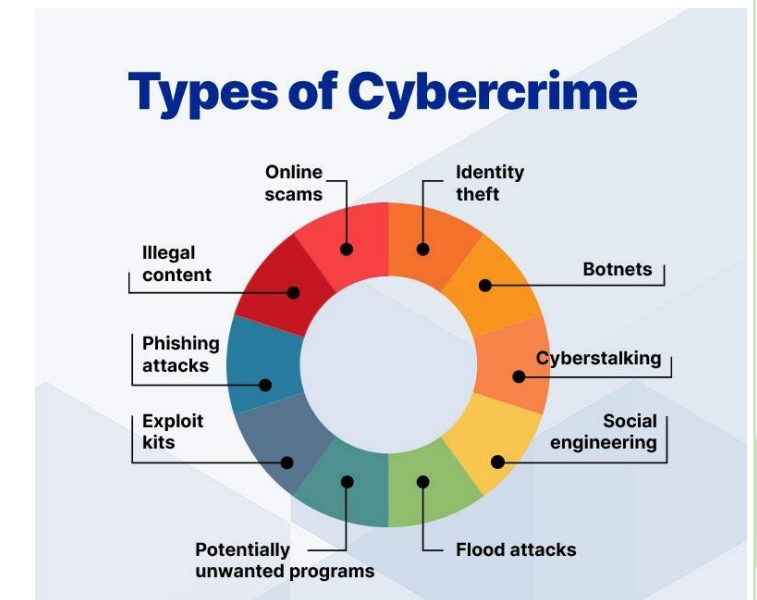 Types of Cybercrime
Online
scams
Identity
theft
Illegal
content
Botnets
Phishing
attacks
Cyberstalking
Exploit
kits
Social
engineering
Potentially
unwanted programs
Flood attacks